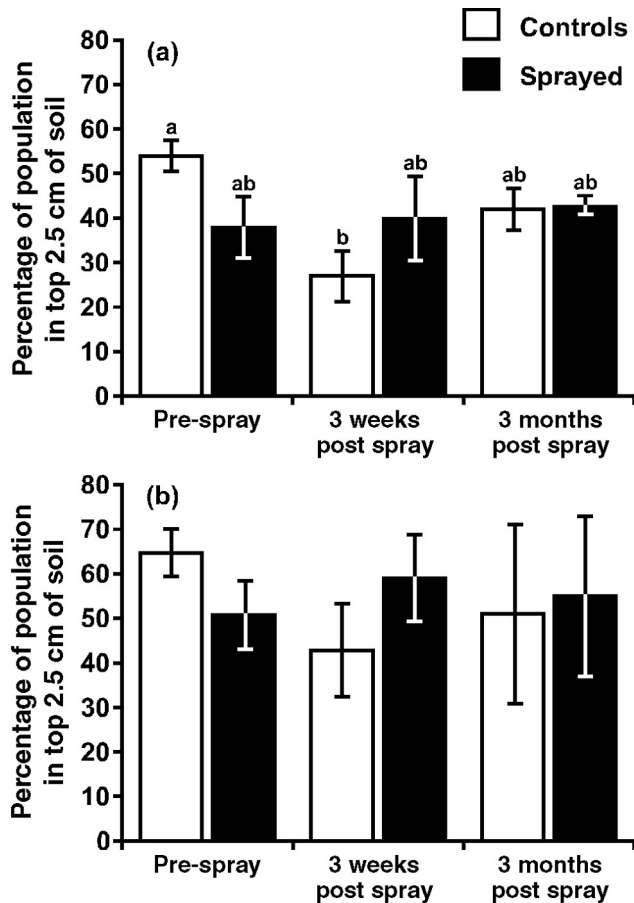 Controls
Sprayed
(a)
Percentage of population
in top 2.5 cm of soil
80
70
60
50
40
30
20
10
0
a
ab
b
ab
ab
ab
Pre-spray
3 weeks
post spray
3 months
post spray
(b)
Percentage of population
in top 2.5 cm of soil
80
70
60
50
40
30
20
10
0
Pre-spray
3 weeks
post spray
3 months
post spray